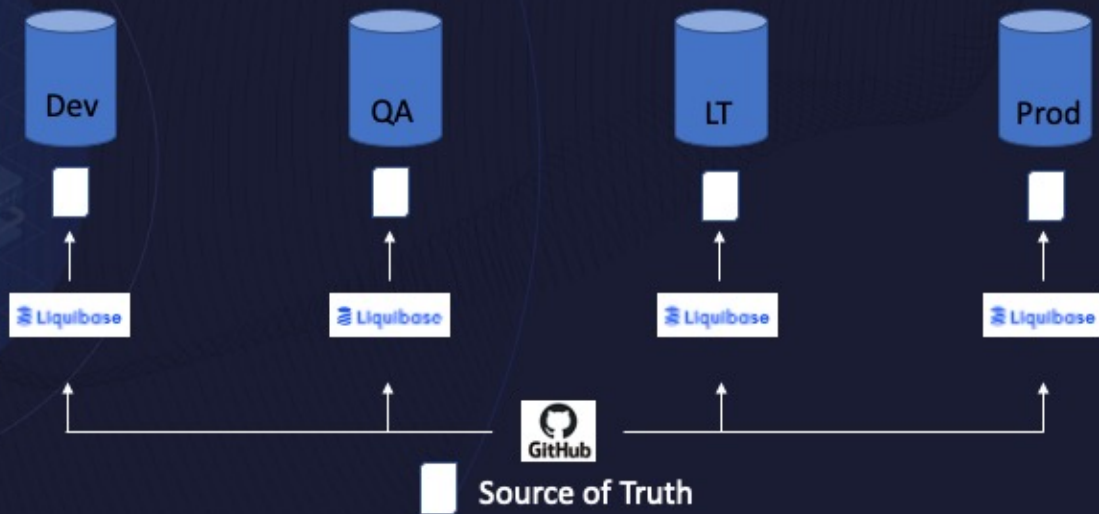 Dev
QA
LT
Prod
Liquibase
Liquibase
Liquibase
Liquibase
GitHub
Source of Truth